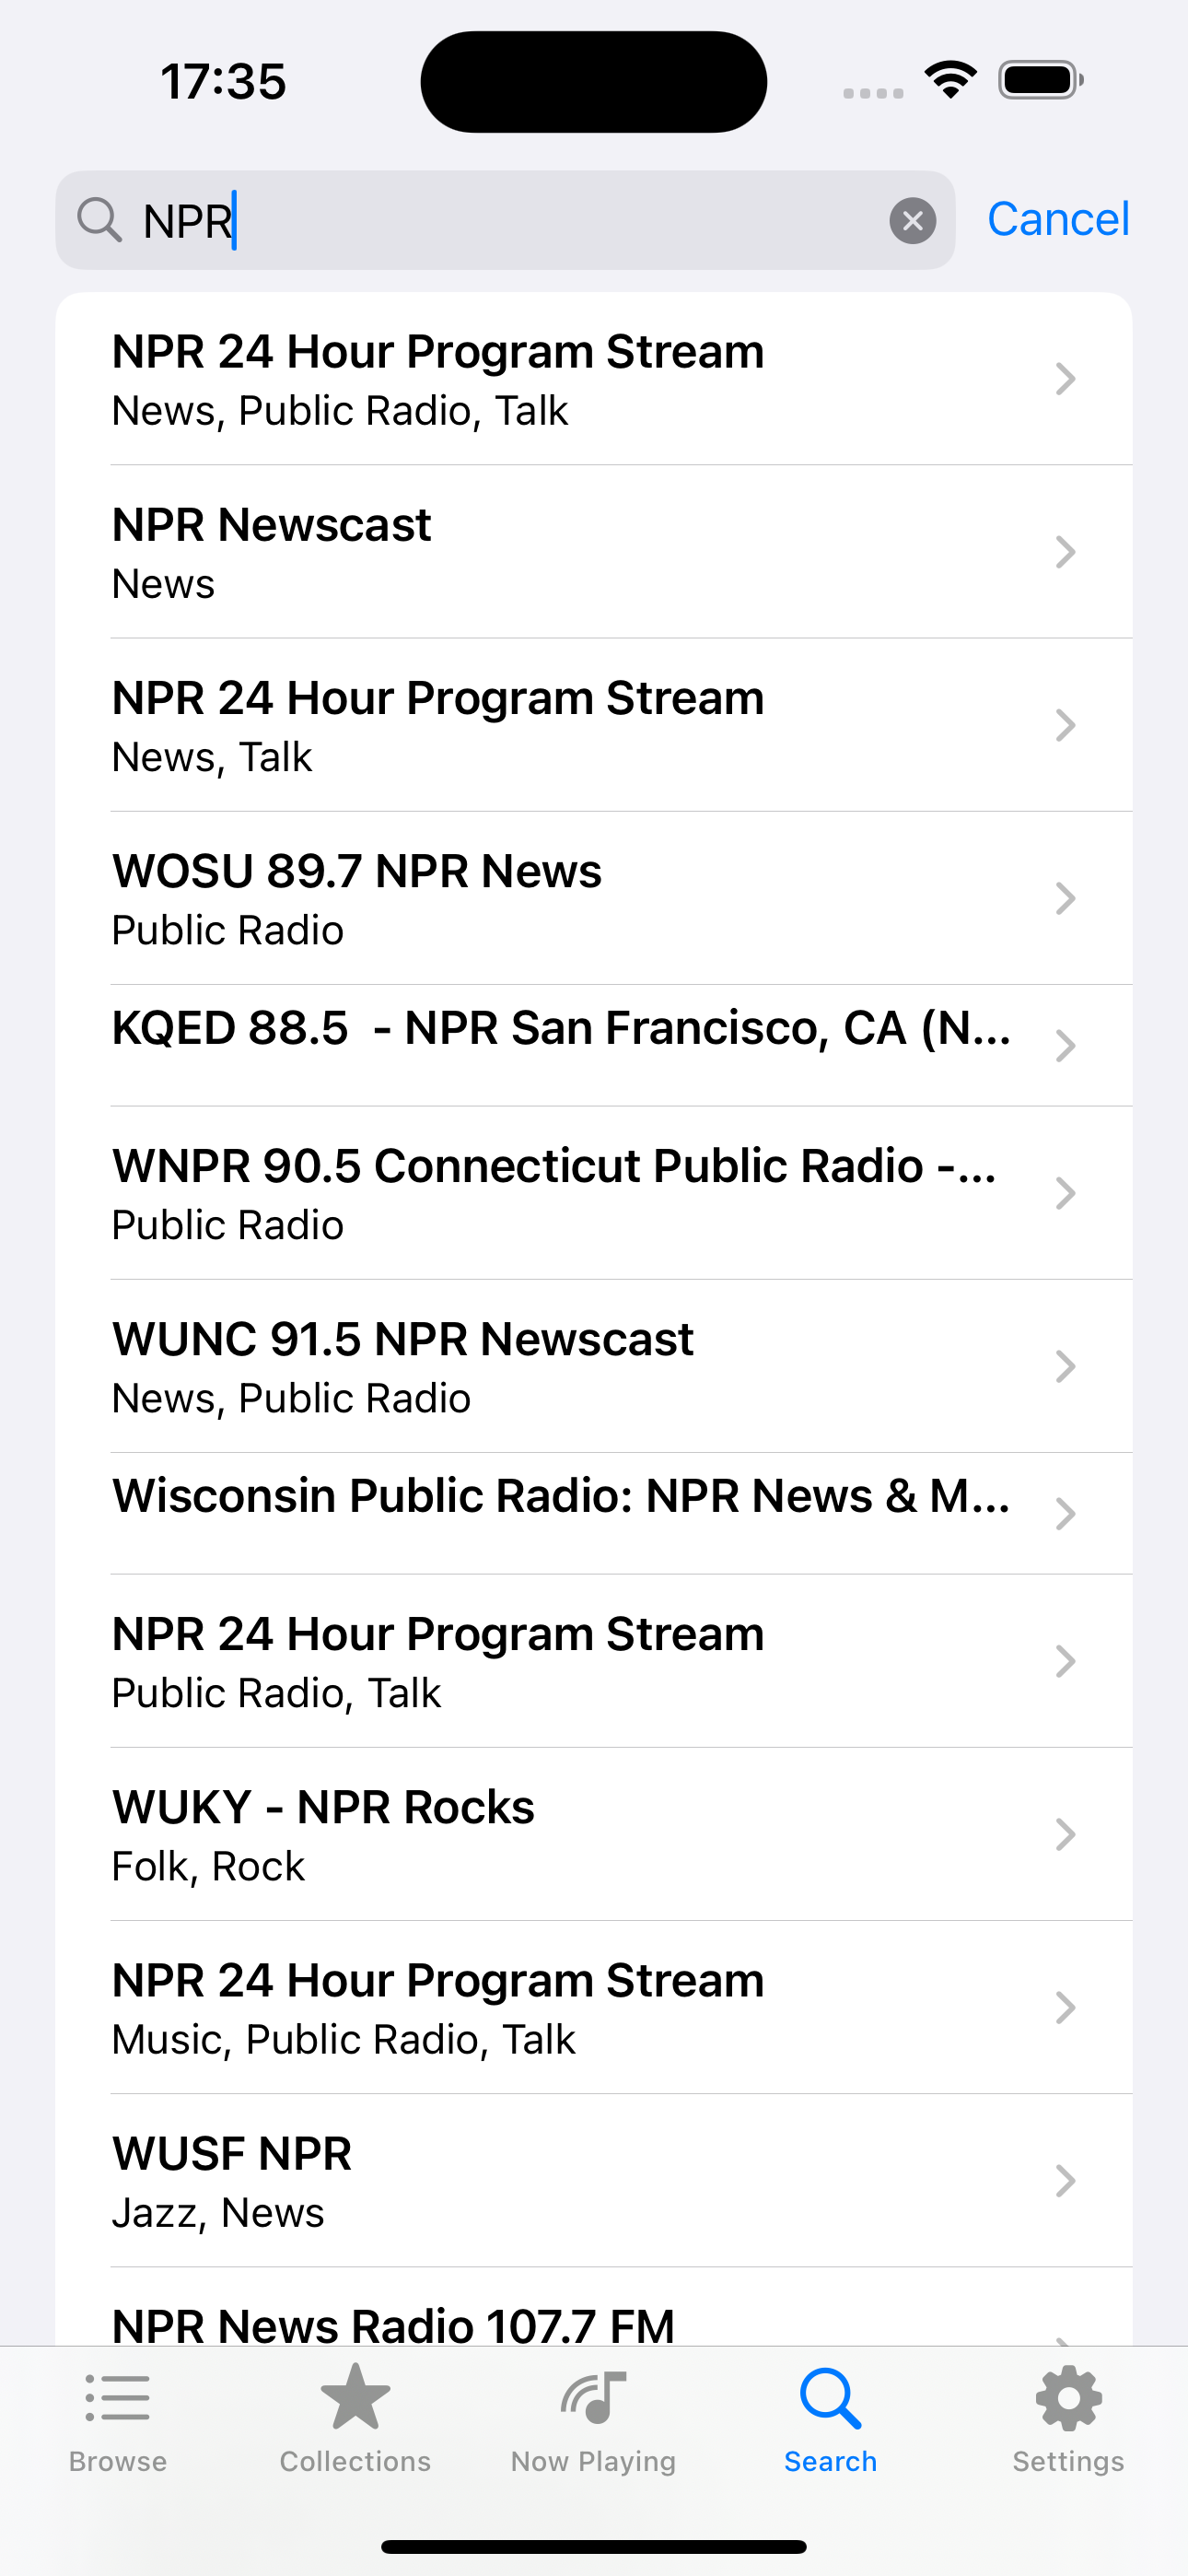 17:35
NPR
Cancel
NPR 24 Hour Program Stream
News, Public Radio, Talk
NPR Newscast
News
NPR 24 Hour Program Stream
News, Talk
WOSU 89.7 NPR News
Public Radio
KQED 88.5  - NPR San Francisco, CA (N...
WNPR 90.5 Connecticut Public Radio -...
Public Radio
WUNC 91.5 NPR Newscast
News, Public Radio
Wisconsin Public Radio: NPR News & M...
NPR 24 Hour Program Stream
Public Radio, Talk
WUKY - NPR Rocks
Folk, Rock
NPR 24 Hour Program Stream
Music, Public Radio, Talk
WUSF NPR
Jazz, News
NPR News Radio 107.7 FM
Browse
Collections
Now Playing
Search
Settings